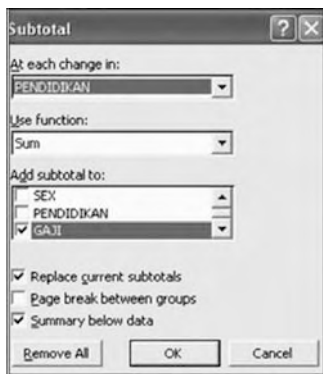 Subtotal
At each change in:
PENDIDIKAN
Use function:
Sum
Add subtotal to:
SEX
PENDIDIKAN
GAJI
Replace current subtotals
Page break between groups
Summary below data
Remove All
OK
Cancel